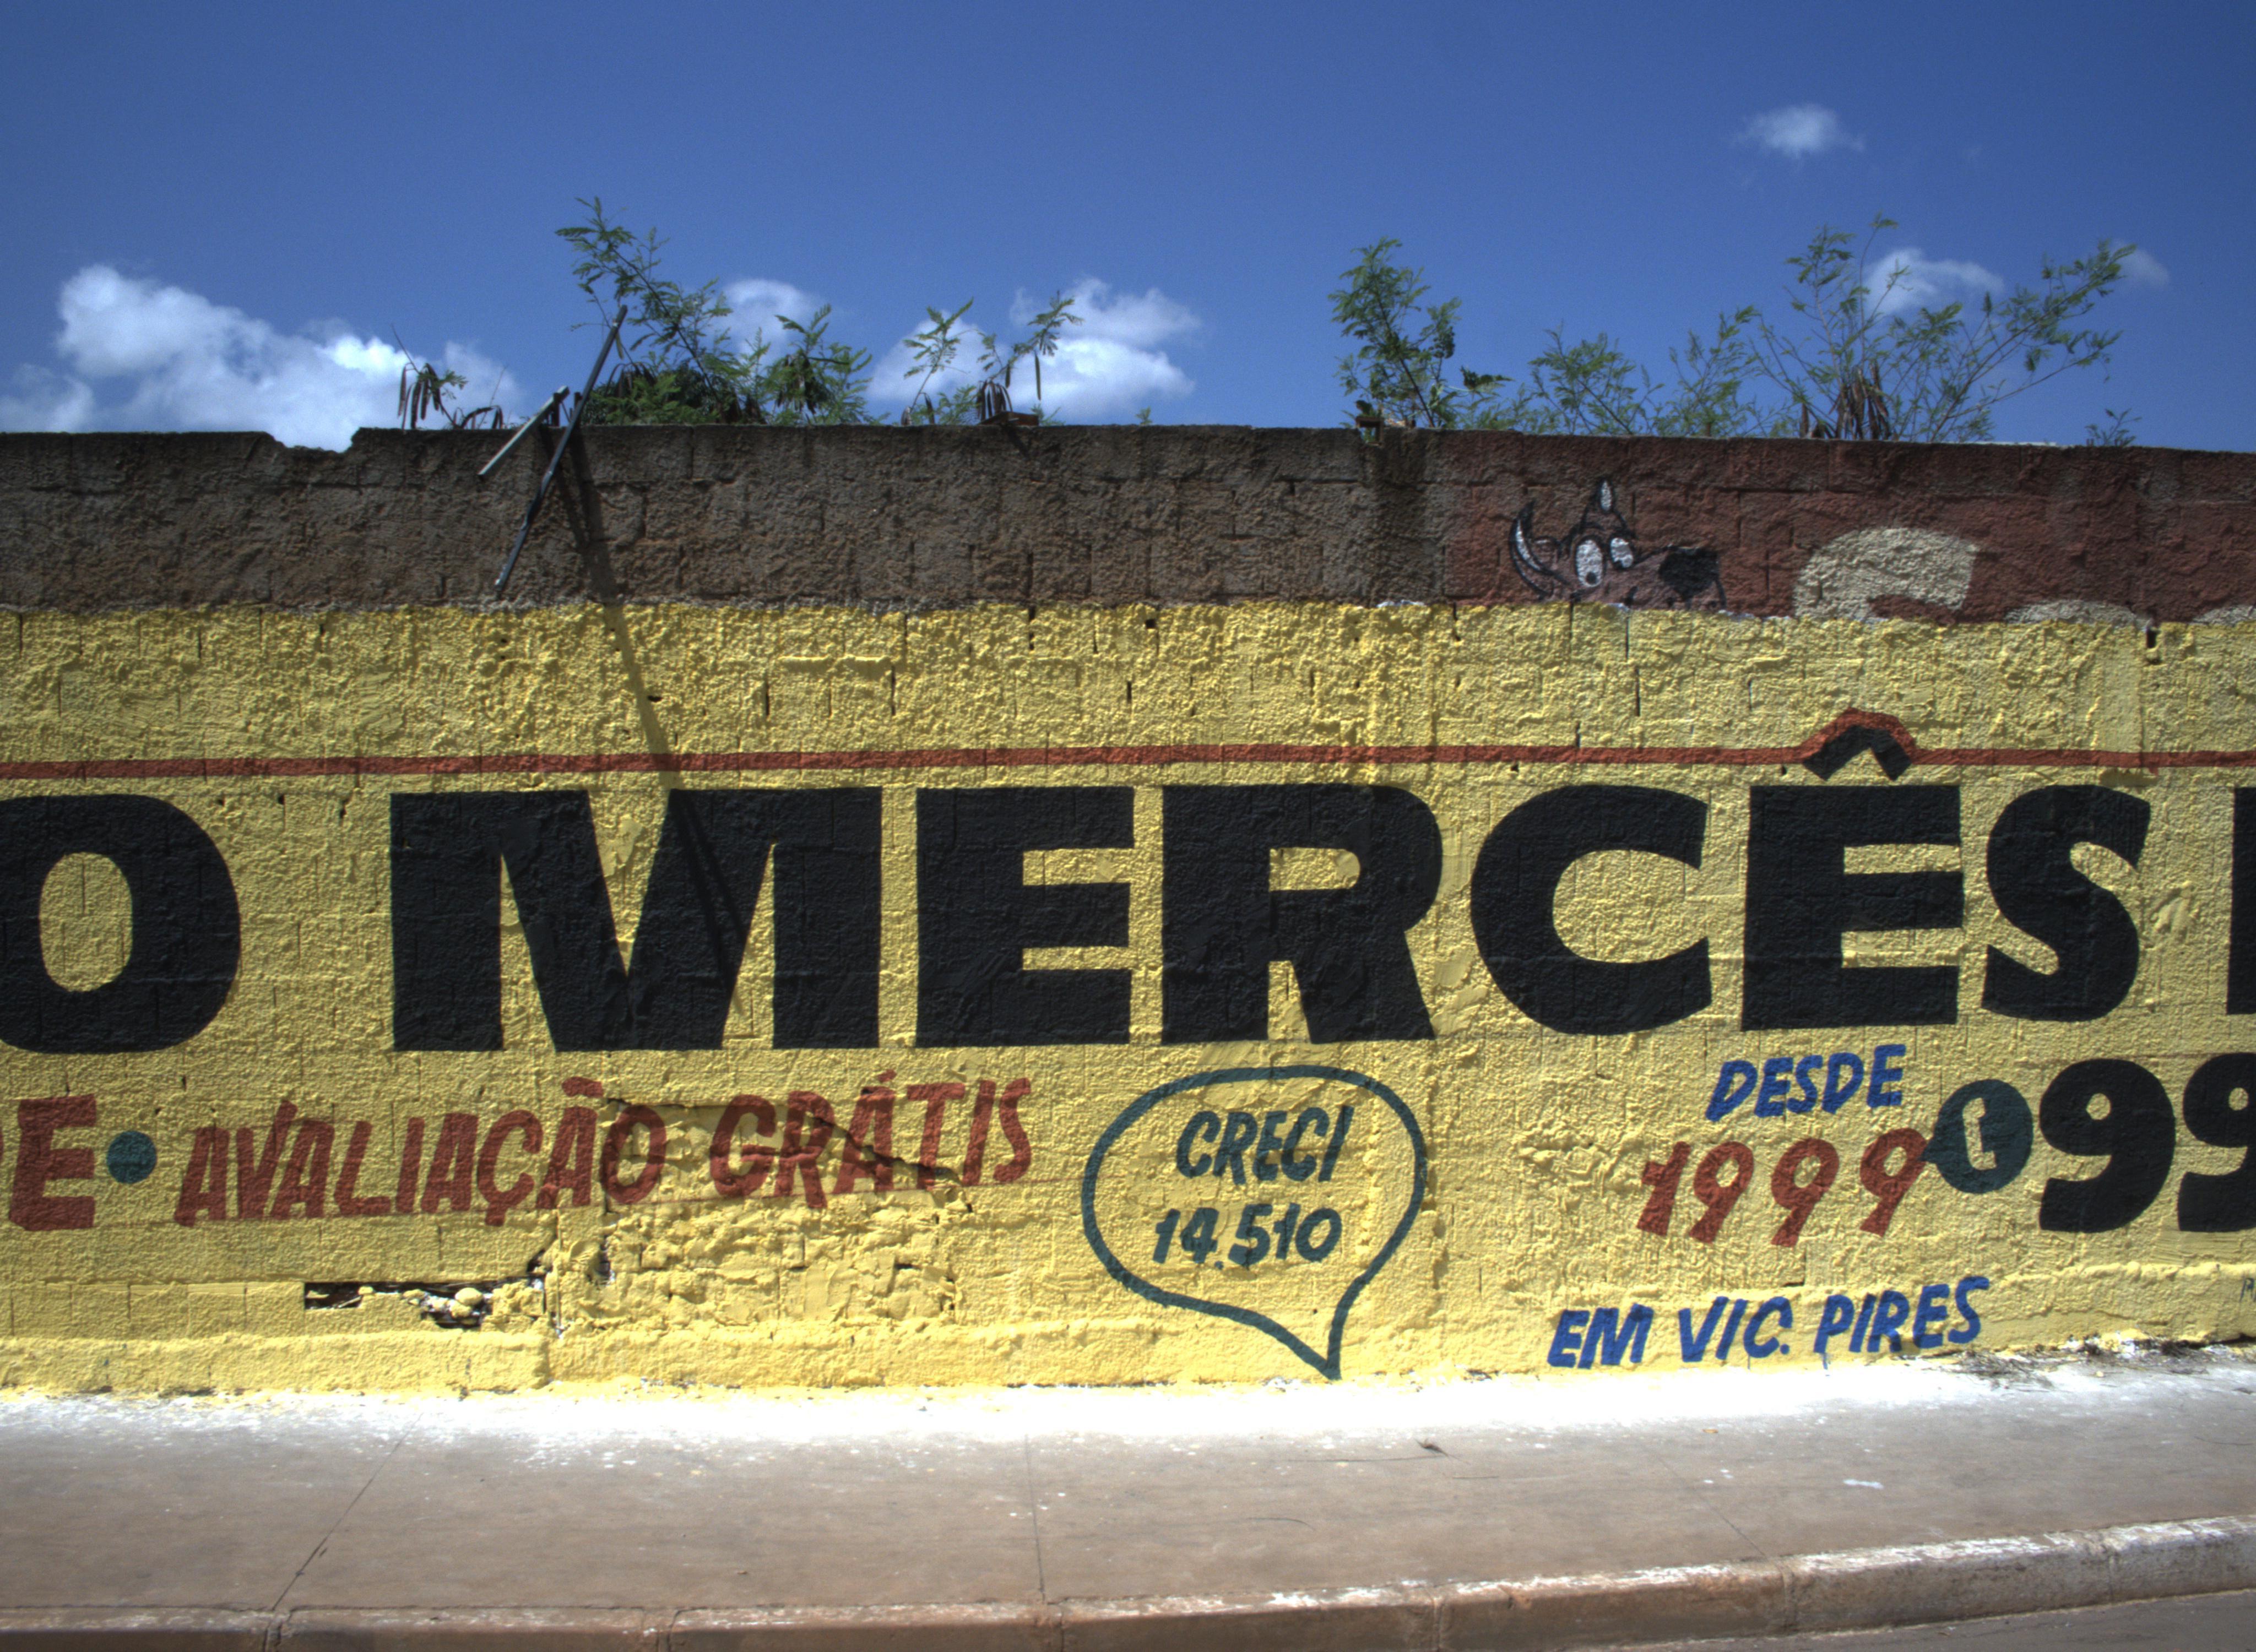 O MERCÊS
E • AVALIAÇÃO GRÁTIS
CRECI
14.510
DESDE
1999
99
EM VIC. PIRES